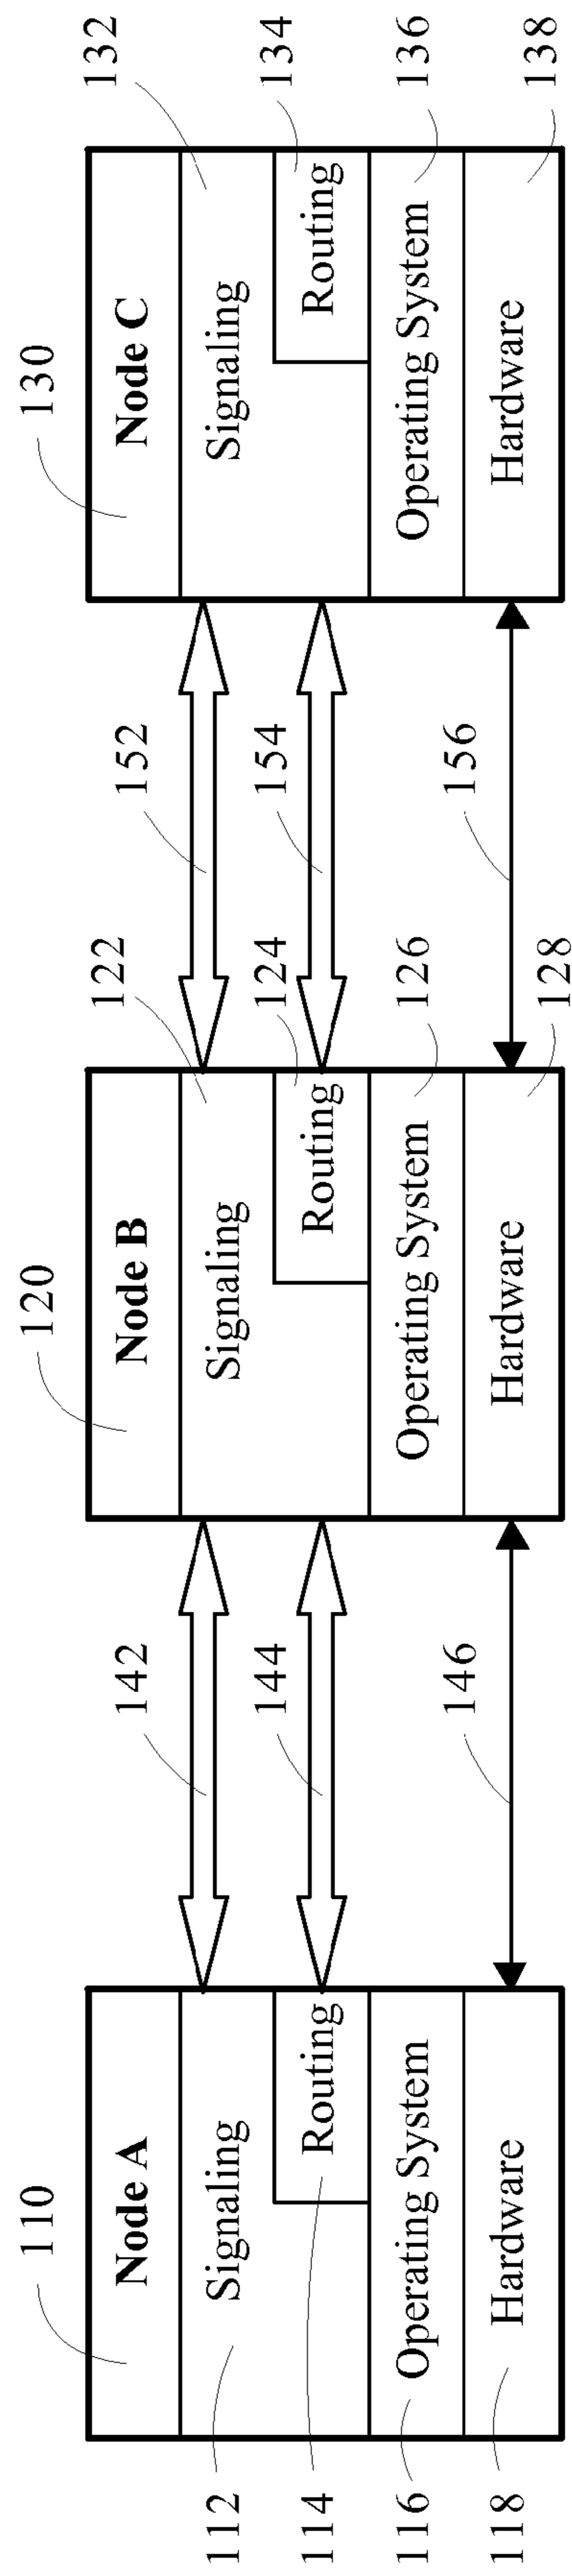 110
120
130
Node A
Node B
Node C
132
142
122
152
Signaling
Signaling
Signaling
134
144
124
154
Routing
Routing
Routing
112
114
136
126
Operating System
Operating System
Operating System
116
146
156
138
128
Hardware
Hardware
Hardware
118